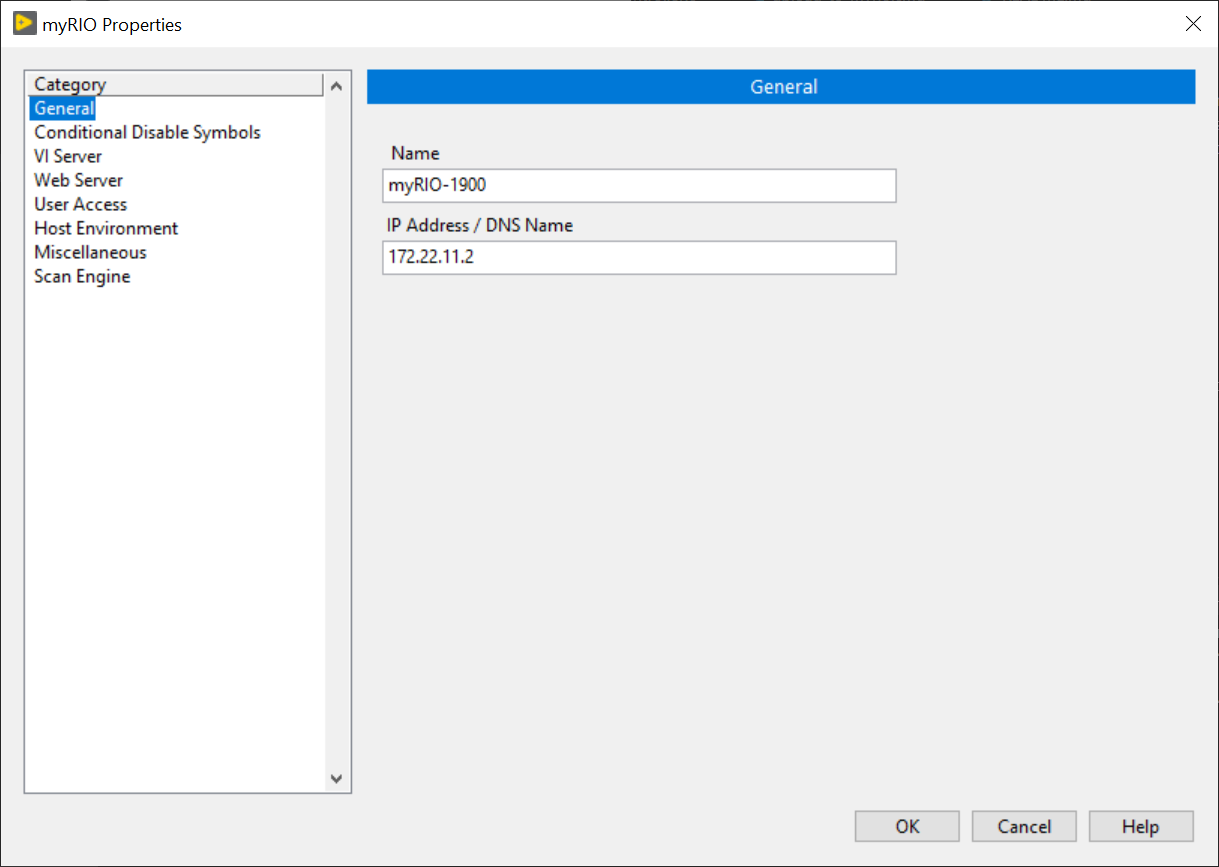 myRIO Properties
Category
General
Conditional Disable Symbols
VI Server
Web Server
User Access
Host Environment
Miscellaneous
Scan Engine
General
Name
myRIO-1900
IP Address / DNS Name
172.22.11.2
OK
Cancel
Help